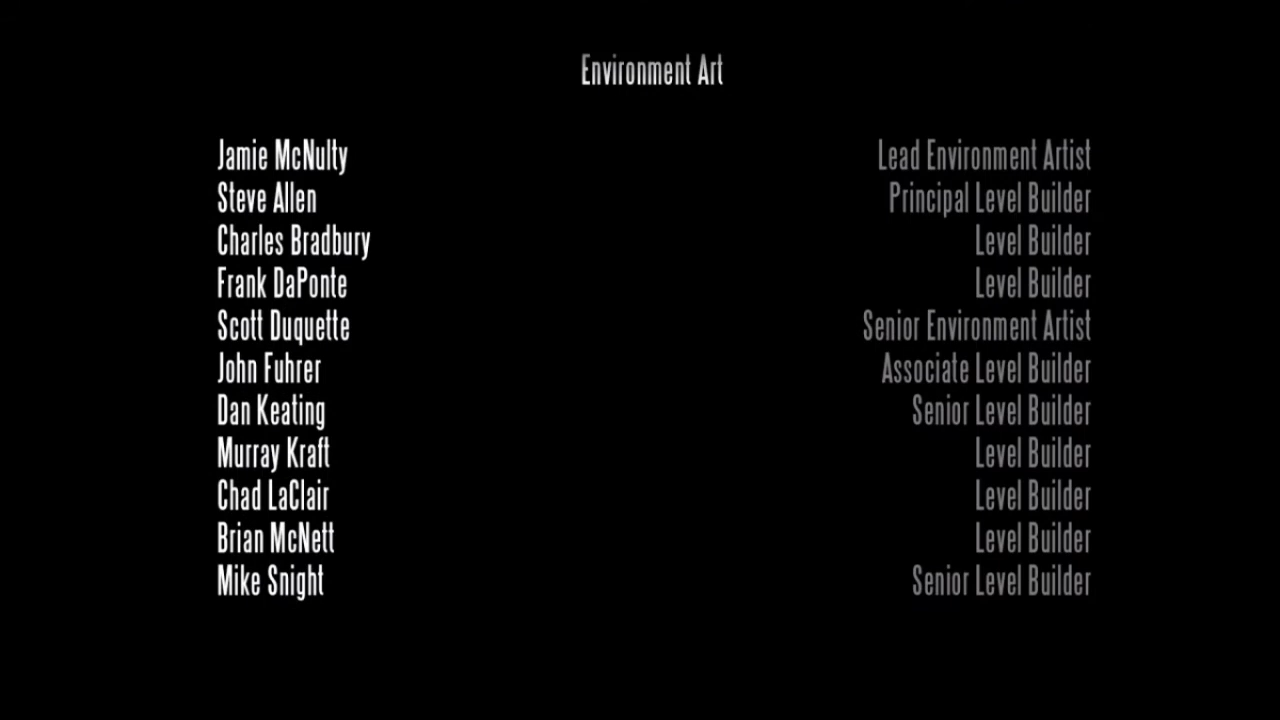 Environment Art
Jamie McNulty Lead Environment Artist
Steve Allen Principal Level Builder
Charles Bradbury Level Builder
Frank DaPonte Level Builder
Scott Duquette Senior Environment Artist
John Fuhrer Associate Level Builder
Dan Keating Senior Level Builder
Murray Kraft Level Builder
Chad LaClair Level Builder
Brian McNett Level Builder
Mike Snight Senior Level Builder